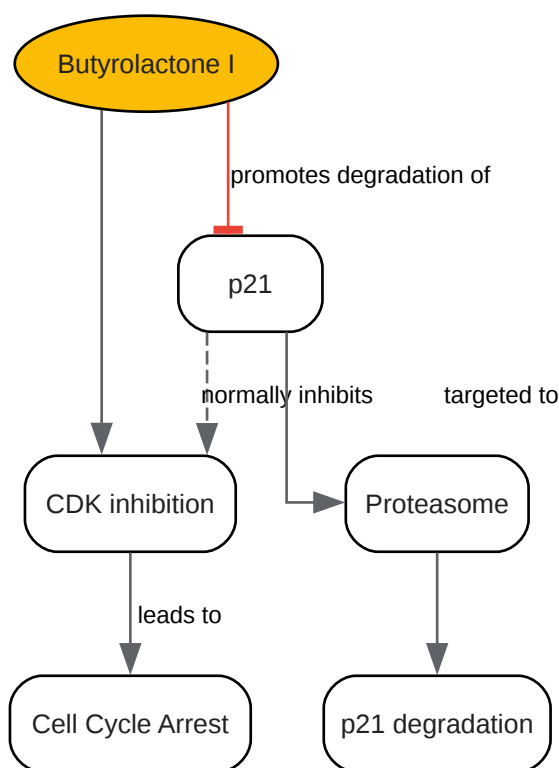 Butyrolactone I
promotes degradation of
p21
normally inhibits
targeted to
CDK inhibition
Proteasome
leads to
Cell Cycle Arrest
p21 degradation